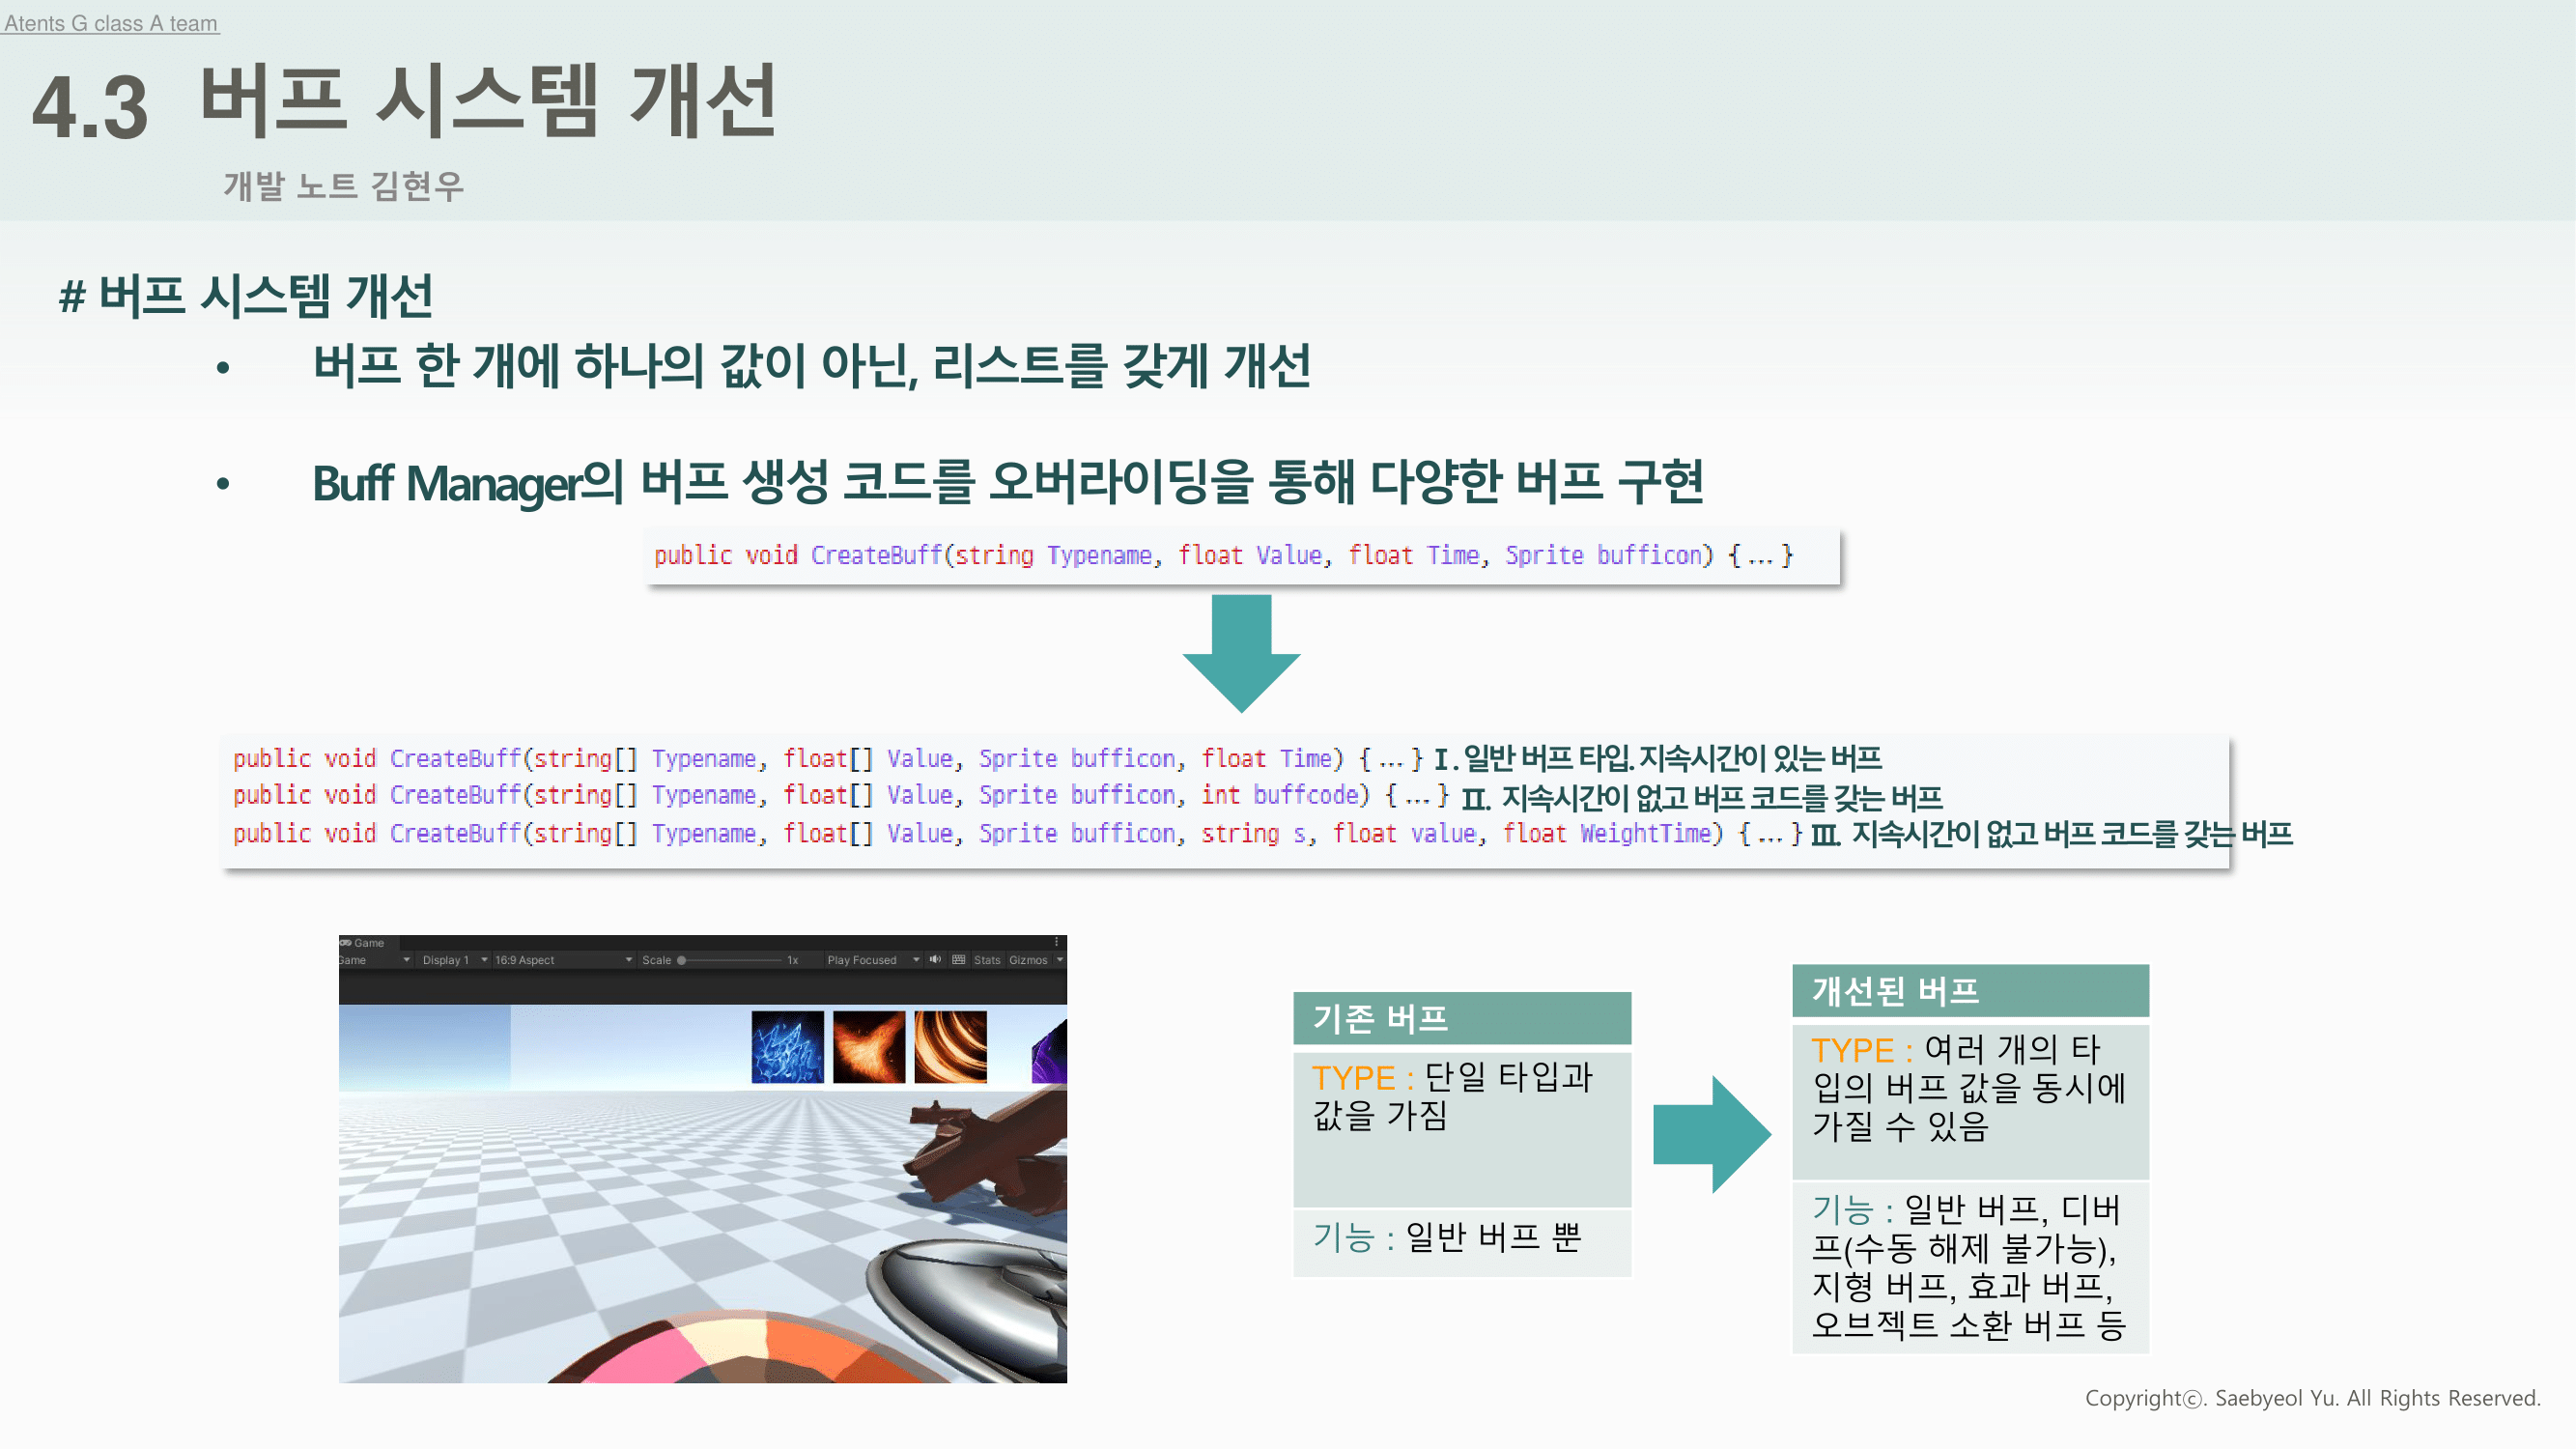 Atents G class A team
4.3 버프 시스템 개선
개발 노트 김현우
# 버프 시스템 개선
• 버프 한 개에 하나의 값이 아닌, 리스트를 갖게 개선
• Buff Manager의 버프 생성 코드를 오버라이딩을 통해 다양한 버프 구현
public void CreateBuff(string Typename, float Value, float Time, Sprite bufficon) {...}
public void CreateBuff(string[] Typename, float[] Value, Sprite bufficon, float Time) {...} Ⅰ. 일반 버프 타입. 지속시간이 있는 버프
public void CreateBuff(string[] Typename, float[] Value, Sprite bufficon, int buffcode) {...} Ⅱ. 지속시간이 없고 버프 코드를 갖는 버프
public void CreateBuff(string[] Typename, float[] Value, Sprite bufficon, string s, float value, float WeightTime) {...} Ⅲ. 지속시간이 없고 버프 코드를 갖는 버프
Game
Game Display 1 16:9 Aspect Scale 1x Play Focused Stats Gizmos
기존 버프
TYPE : 단일 타입과
값을 가짐
기능 : 일반 버프 뿐
개선된 버프
TYPE : 여러 개의 타
입의 버프 값을 동시에
가질 수 있음
기능 : 일반 버프, 디버
프(수동 해제 불가능),
지형 버프, 효과 버프,
오브젝트 소환 버프 등
Copyrightⓒ. Saebyeol Yu. All Rights Reserved.